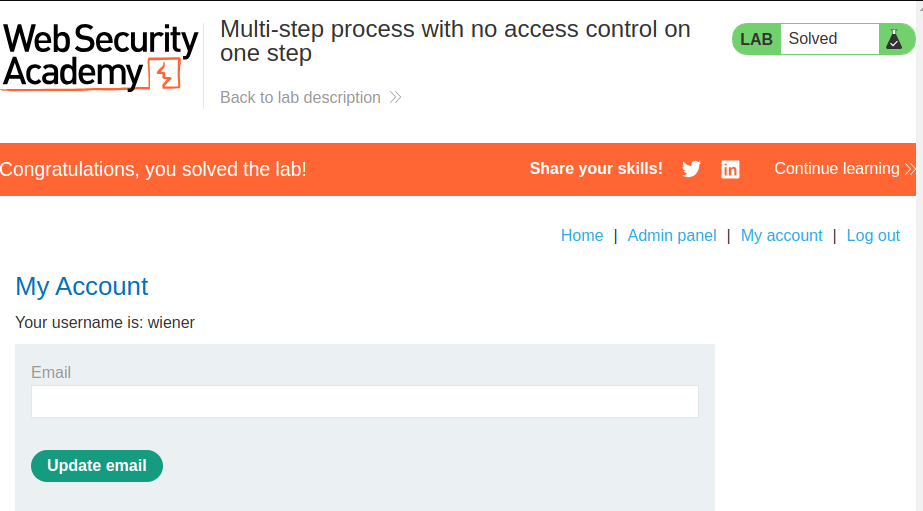 Web Security
Academy
Multi-step process with no access control on
one step
Back to lab description
LAB Solved
Congratulations, you solved the lab!
Share your skills!
Continue learning
Home | Admin panel | My account | Log out
My Account
Your username is: wiener
Email
Update email